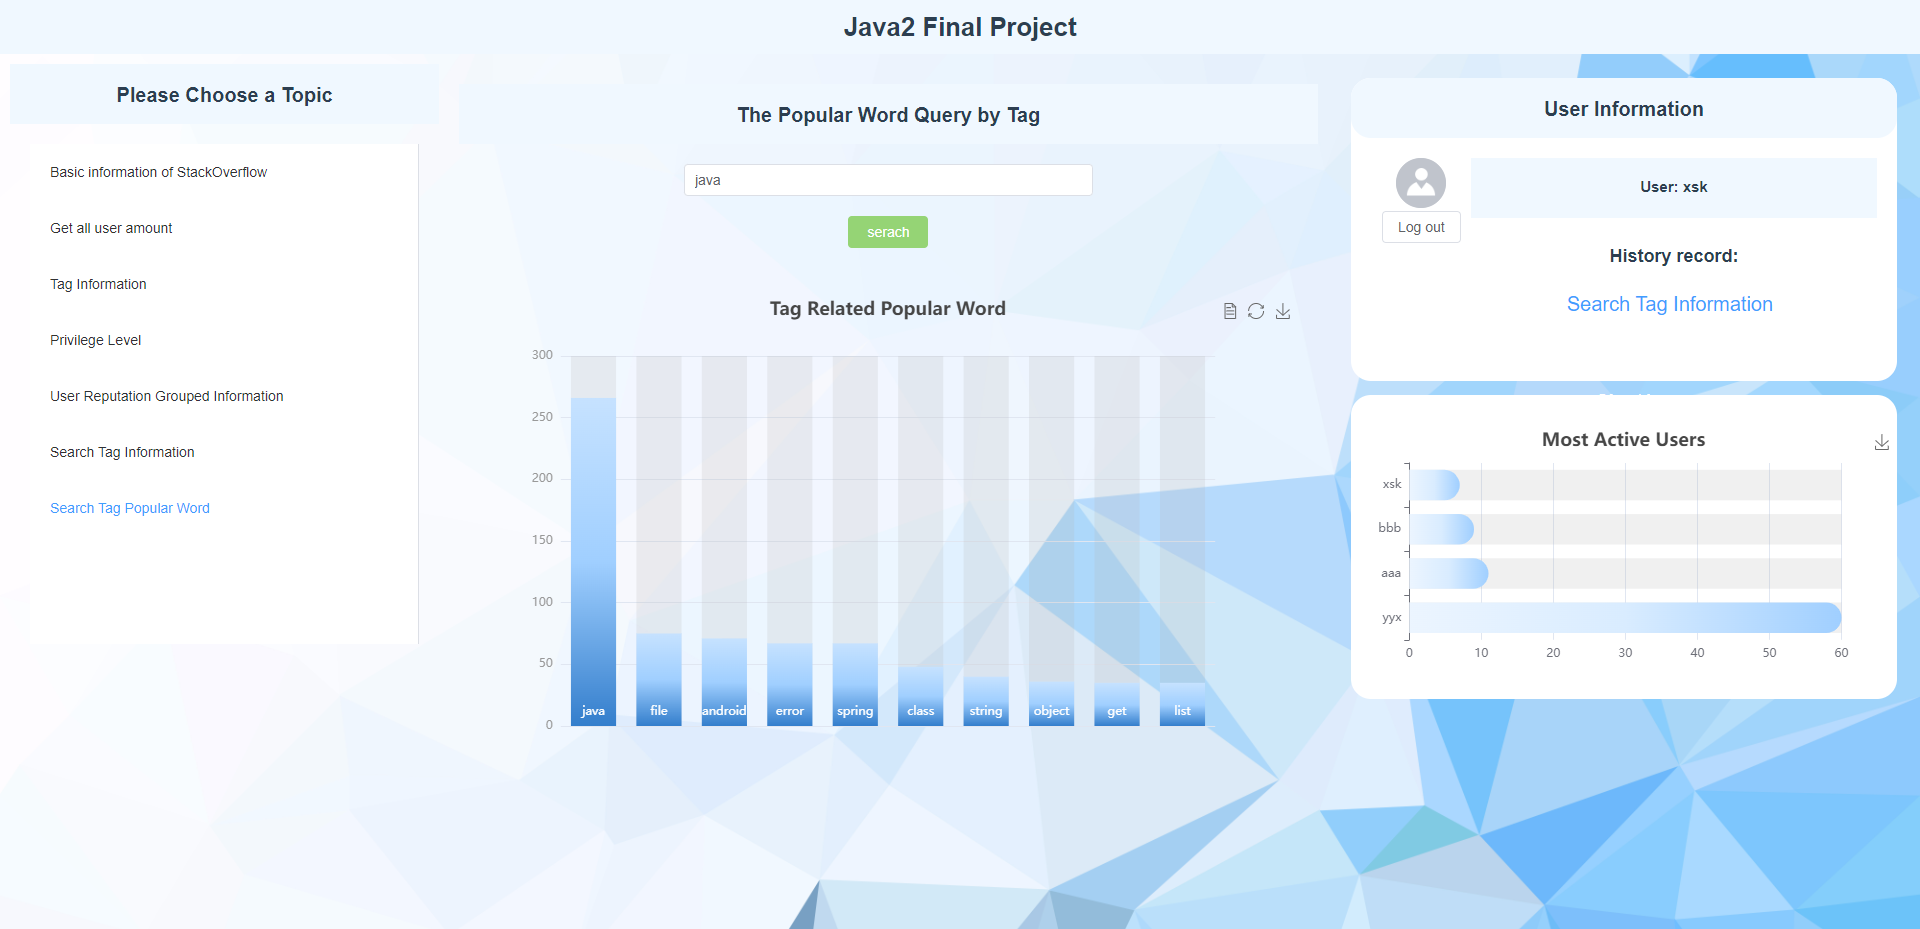 Java2 Final Project
Please Choose a Topic
Basic information of StackOverflow
Get all user amount
Tag Information
Privilege Level
User Reputation Grouped Information
Search Tag Information
Search Tag Popular Word
The Popular Word Query by Tag
java
serach
Tag Related Popular Word
300
250
200
150
100
50
0
java file android error spring class string object get list
User Information
User: xsk
Log out
History record:
Search Tag Information
Most Active Users
xsk
bbb
aaa
yyx
0 10 20 30 40 50 60